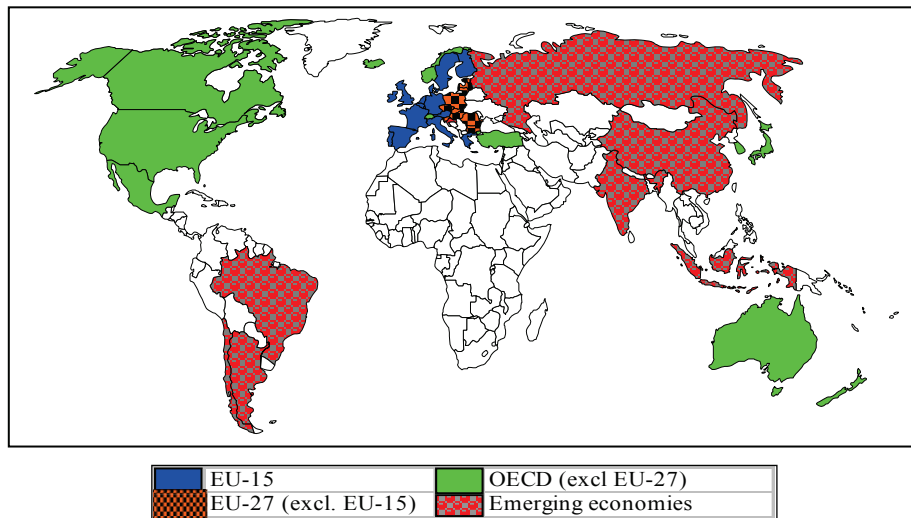 EU-15
OECD (excl EU-27)
EU-27 (excl. EU-15)
Emerging economies